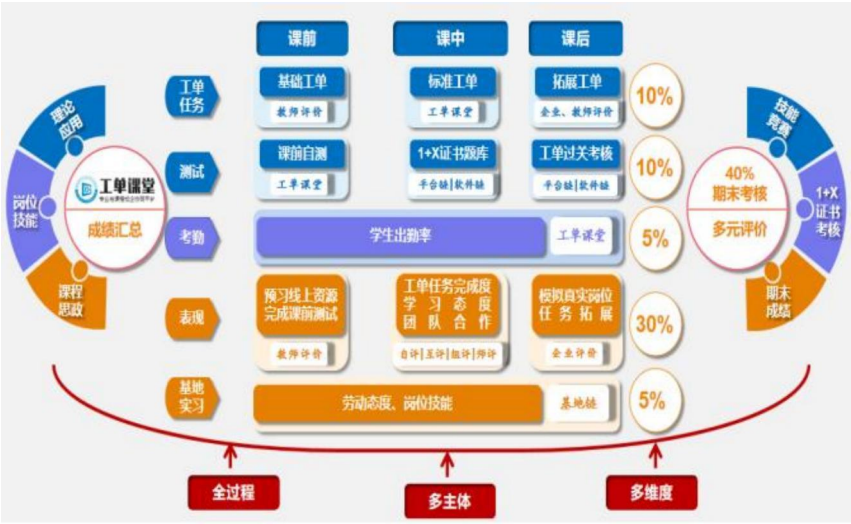 课前
课中
课后
工单
任务
基础工单
教师评价
标准工单
工单课堂
拓展工单
企业、教师评价
10%
测试
课前自测
工单课堂
1+X证书题库
平台链|软件链
工单过关考核
平台链|软件链
10%
考勤
学生出勤率
工单课堂
5%
表现
预习线上资源
完成课前测试
教师评价
工单任务完成度
学习态度
团队合作
自评|互评|组评|师评
模拟真实岗位
任务拓展
企业评价
30%
基地
实习
劳动态度、岗位技能
基地链
5%
理论
应用
岗位
技能
课程
思政
工单课堂
成绩汇总
40%
期末考核
多元评价
技能
竞赛
1+X
证书
考核
期末
成绩
全过程
多主体
多维度